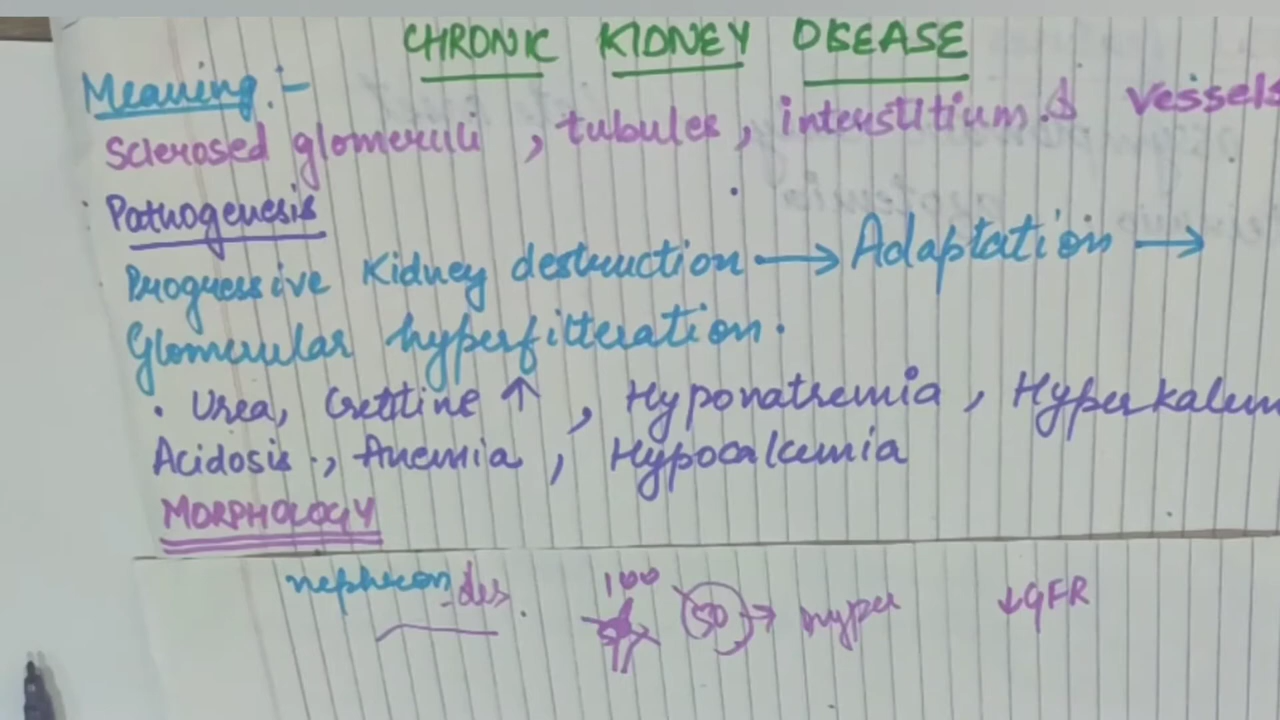 CHRONIC KIDNEY DISEASE
Meaning :-
Sclerosed glomeruli , tubules , interstitium & vessels
Pathogenesis
Progressive Kidney destruction → Adaptation →
Glomerular hyperfilteration.
. Urea, ↑ , Hyponatremia , Hyperkalem
Acidosis , Anemia , Hypocalcemia
MORPHOLOGY
nephron des.
100
50 → hyper ↓GFR